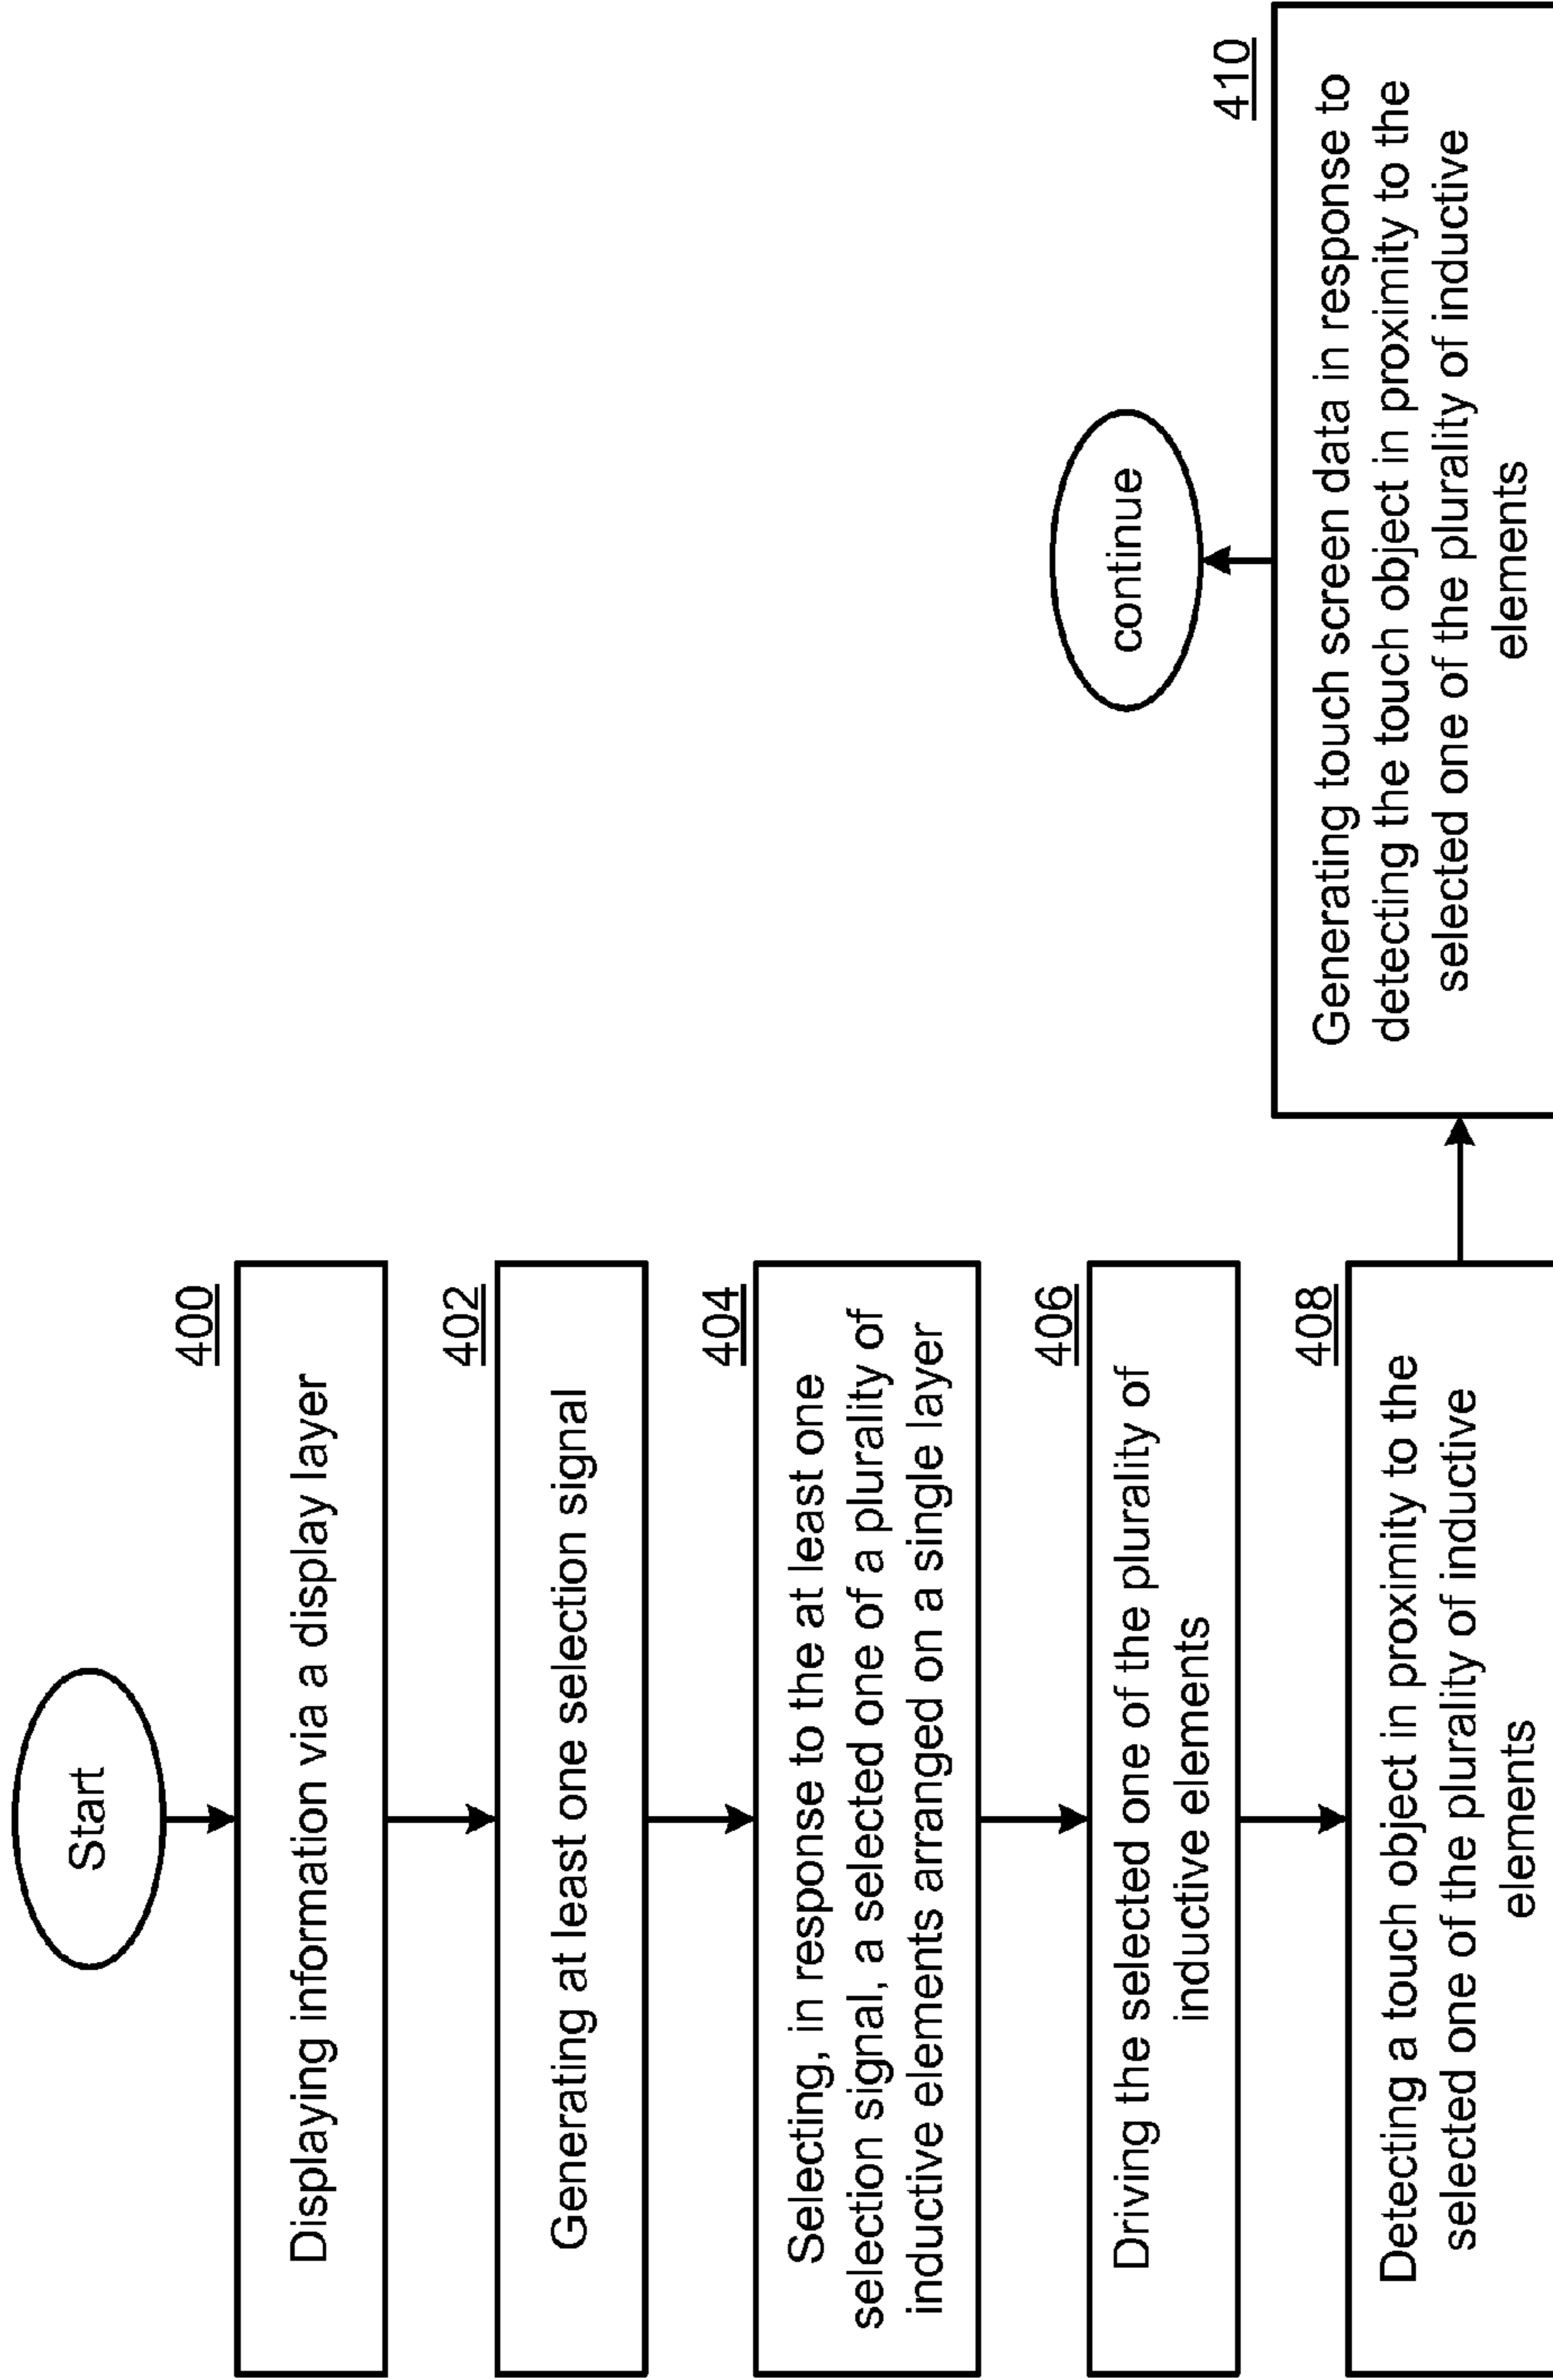 Start
400
Displaying information via a display layer
402
Generating at least one selection signal
404
Selecting, in response to the at least one
selection signal, a selected one of a plurality of
inductive elements arranged on a single layer
406
Driving the selected one of the plurality of
inductive elements
408
Detecting a touch object in proximity to the
selected one of the plurality of inductive
elements
410
Generating touch screen data in response to
detecting the touch object in proximity to the
selected one of the plurality of inductive
elements
continue